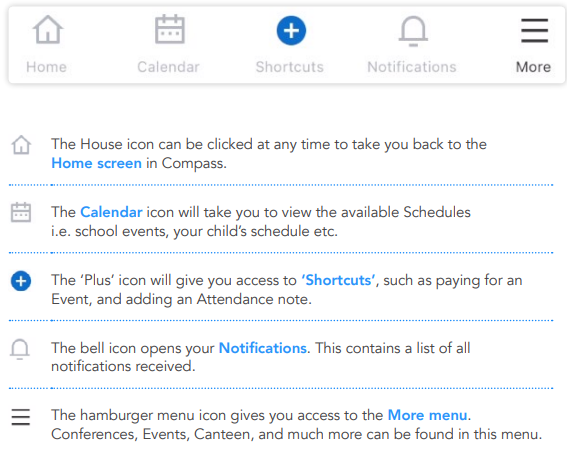 Home Calendar Shortcuts Notifications More
The House icon can be clicked at any time to take you back to the
Home screen in Compass.
The Calendar icon will take you to view the available Schedules
i.e. school events, your child's schedule etc.
The ‘Plus’ icon will give you access to ‘Shortcuts’, such as paying for an
Event, and adding an Attendance note.
The bell icon opens your Notifications. This contains a list of all
notifications received.
The hamburger menu icon gives you access to the More menu.
Conferences, Events, Canteen, and much more can be found in this menu.